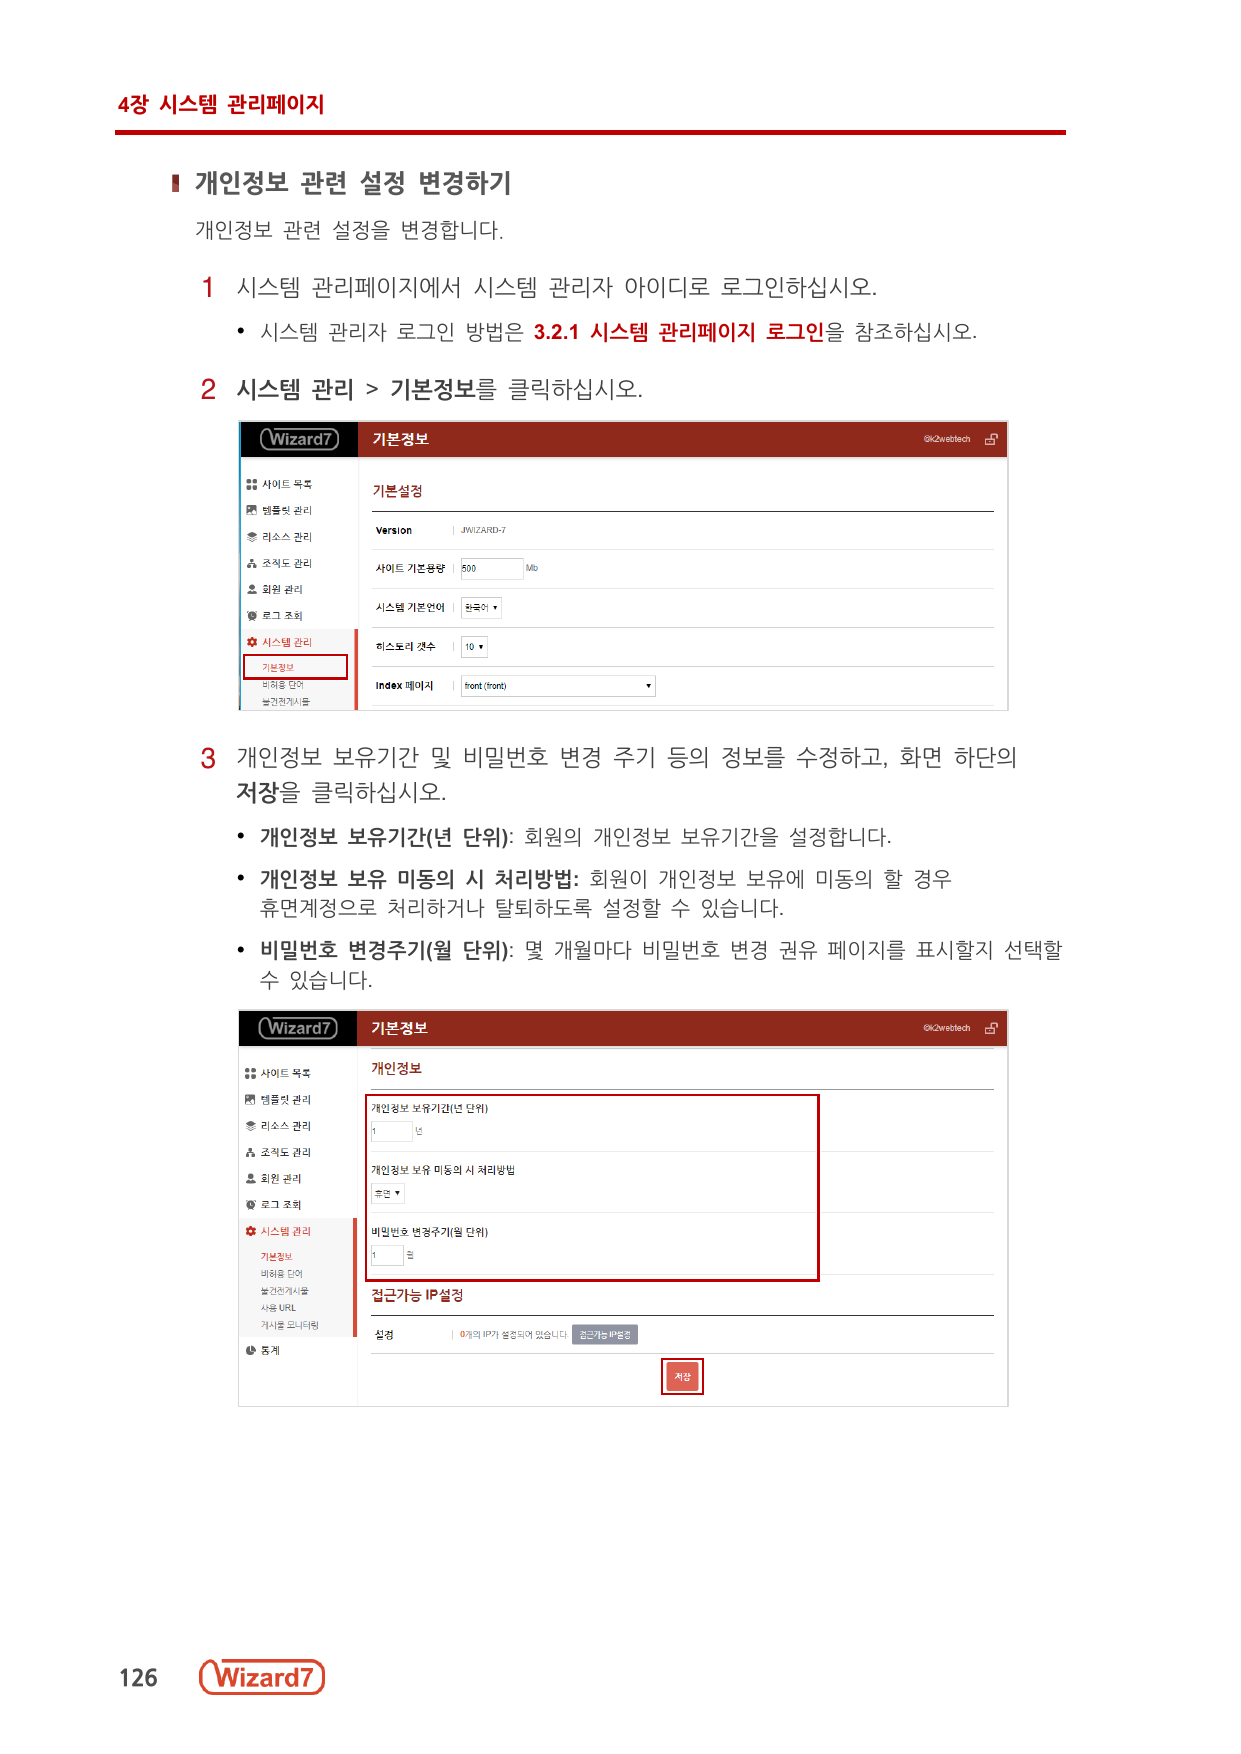 4장 시스템 관리페이지
개인정보 관련 설정 변경하기
개인정보 관련 설정을 변경합니다.
1 시스템 관리페이지에서 시스템 관리자 아이디로 로그인하십시오.
• 시스템 관리자 로그인 방법은 3.2.1 시스템 관리페이지 로그인을 참조하십시오.
2 시스템 관리 > 기본정보를 클릭하십시오.
Wizard7 기본정보 @k2webtech
사이트 목록
템플릿 관리
리소스 관리
조직도 관리
회원 관리
로그 조회
시스템 관리
기본정보
비허용 단어
물건전게시물
기본설정
Version JWIZARD-7
사이트 기본용량 500 Mb
시스템 기본언어 한국어
히스토리 갯수 10
Index 페이지 front (front)
3 개인정보 보유기간 및 비밀번호 변경 주기 등의 정보를 수정하고, 화면 하단의
저장을 클릭하십시오.
• 개인정보 보유기간(년 단위): 회원의 개인정보 보유기간을 설정합니다.
• 개인정보 보유 미동의 시 처리방법: 회원이 개인정보 보유에 미동의 할 경우
휴면계정으로 처리하거나 탈퇴하도록 설정할 수 있습니다.
• 비밀번호 변경주기(월 단위): 몇 개월마다 비밀번호 변경 권유 페이지를 표시할지 선택할
수 있습니다.
Wizard7 기본정보 @k2webtech
사이트 목록
템플릿 관리
리소스 관리
조직도 관리
회원 관리
로그 조회
시스템 관리
기본정보
비허용 단어
물건전게시물
사용 URL
게시물 모니터링
통계
개인정보
개인정보 보유기간(년 단위)
1 년
개인정보 보유 미동의 시 처리방법
휴면
비밀번호 변경주기(월 단위)
1 월
접근가능 IP설정
설정 0개의 IP가 설정되어 있습니다. 접근가능 IP설정
저장
126 Wizard7